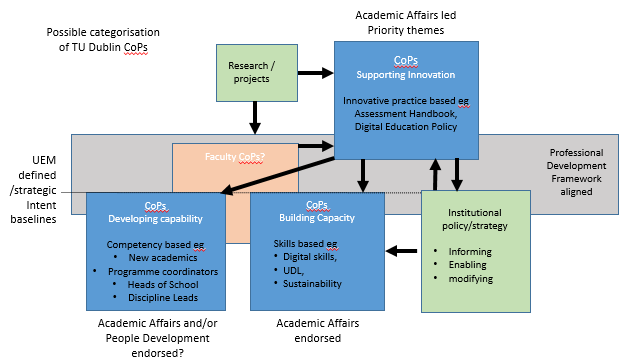 Possible categorisation
of TU Dublin CoPs
Academic Affairs led
Priority themes
Research /
projects
CoPs
Supporting Innovation
Innovative practice based eg
Assessment Handbook,
Digital Education Policy
Faculty CoPs?
UEM
defined
/strategic
Intent
baselines
Professional
Development
Framework
aligned
CoPs
Developing capability
Competency based eg
• New academics
• Programme coordinators
• Heads of School
• Discipline Leads
CoPs
Building Capacity
Skills based eg
• Digital skills,
• UDL,
• Sustainability
Institutional
policy/strategy
• Informing
• Enabling
• modifying
Academic Affairs and/or
People Development
endorsed?
Academic Affairs
endorsed